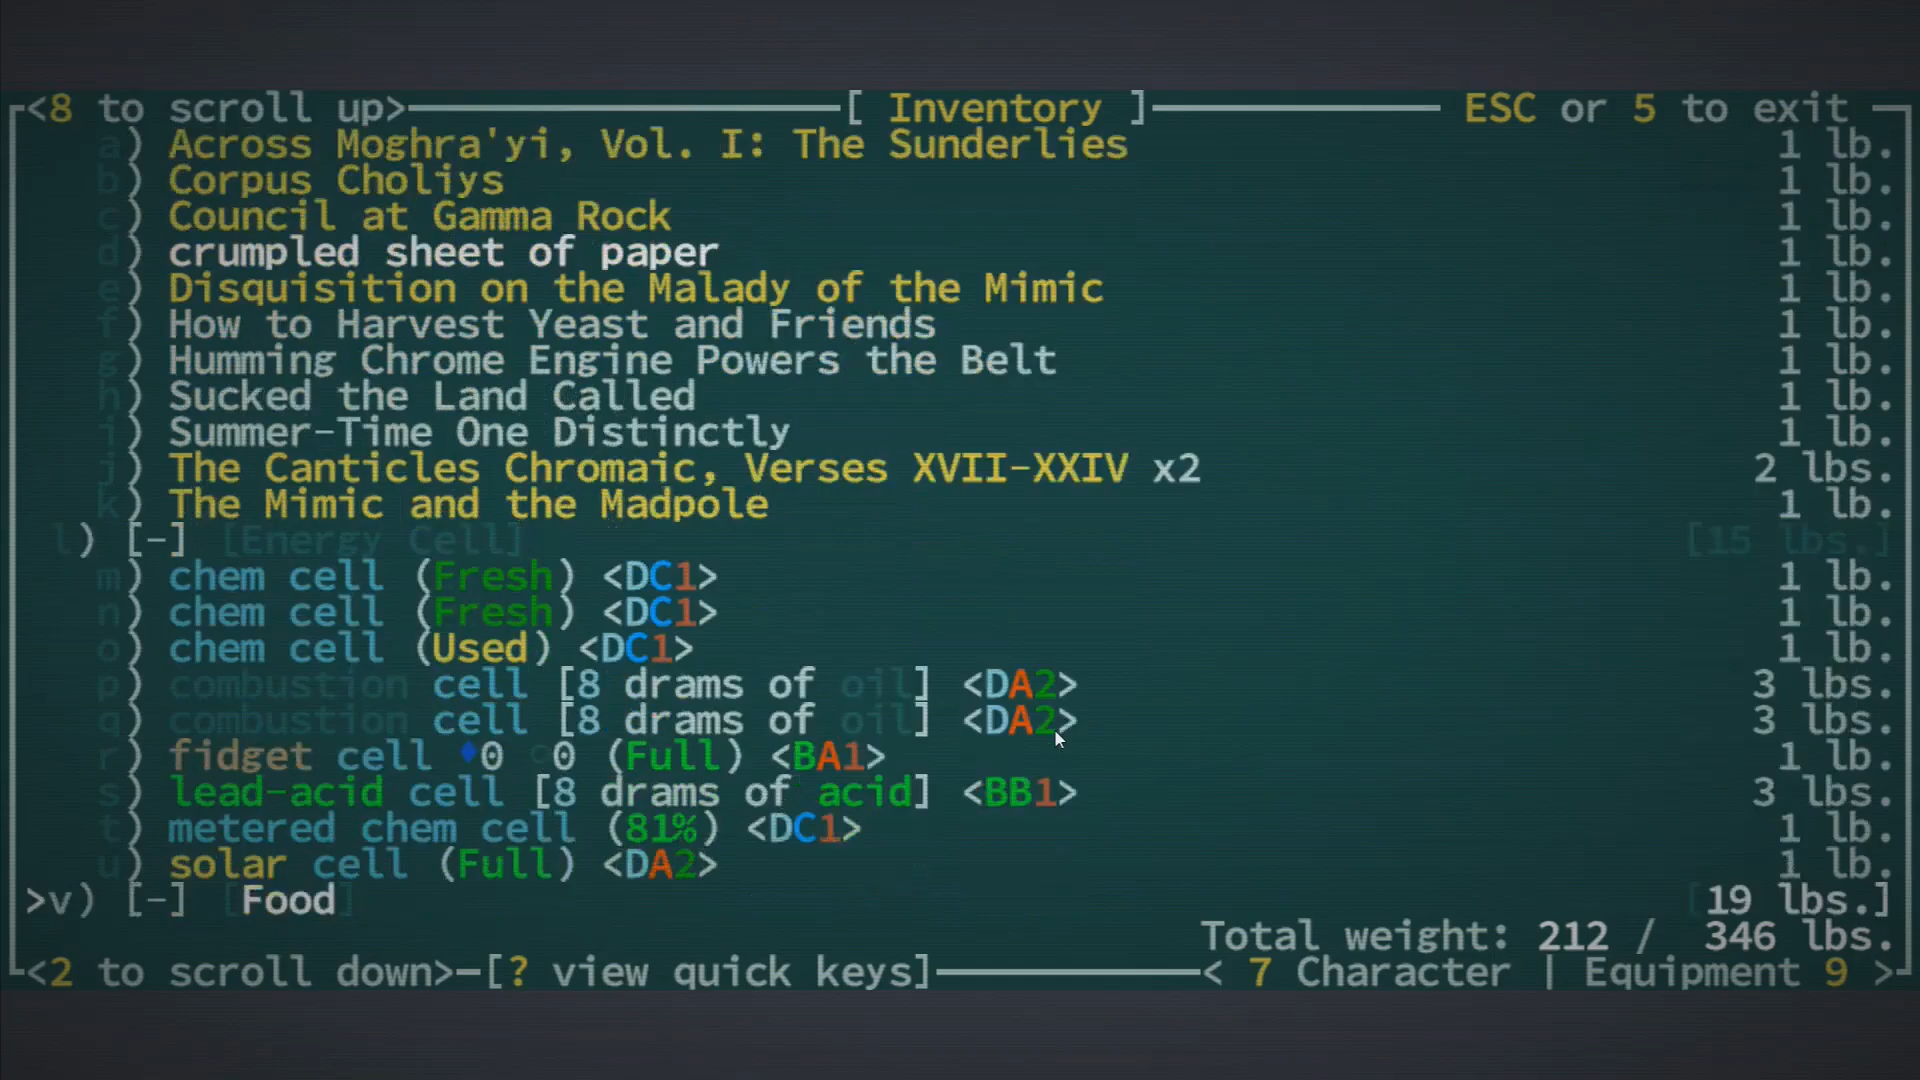 <8 to scroll up> [ Inventory ] ESC or 5 to exit
a) Across Moghra'yi, Vol. I: The Sunderlies 1 lb.
b) Corpus Choliys 1 lb.
c) Council at Gamma Rock 1 lb.
d) crumpled sheet of paper 1 lb.
e) Disquisition on the Malady of the Mimic 1 lb.
f) How to Harvest Yeast and Friends 1 lb.
g) Humming Chrome Engine Powers the Belt 1 lb.
h) Sucked the Land Called 1 lb.
i) Summer-Time One Distinctly 1 lb.
j) The Canticles Chromaic, Verses XVII-XXIV x2 2 lbs.
k) The Mimic and the Madpole 1 lb.
l) [-] [Energy Cell] [15 lbs.]
m) chem cell (Fresh) <DC1> 1 lb.
n) chem cell (Fresh) <DC1> 1 lb.
o) chem cell (Used) <DC1> 1 lb.
p) combustion cell [8 drams of oil] <DA2> 3 lbs.
q) combustion cell [8 drams of oil] <DA2> 3 lbs.
r) fidget cell ♦0 ○0 (Full) <BA1> 1 lb.
s) lead-acid cell [8 drams of acid] <BB1> 3 lbs.
t) metered chem cell (81%) <DC1> 1 lb.
u) solar cell (Full) <DA2> 1 lb.
>v) [-] [Food] [19 lbs.]
Total weight: 212 / 346 lbs.
<2 to scroll down> [? view quick keys] < 7 Character | Equipment 9 >